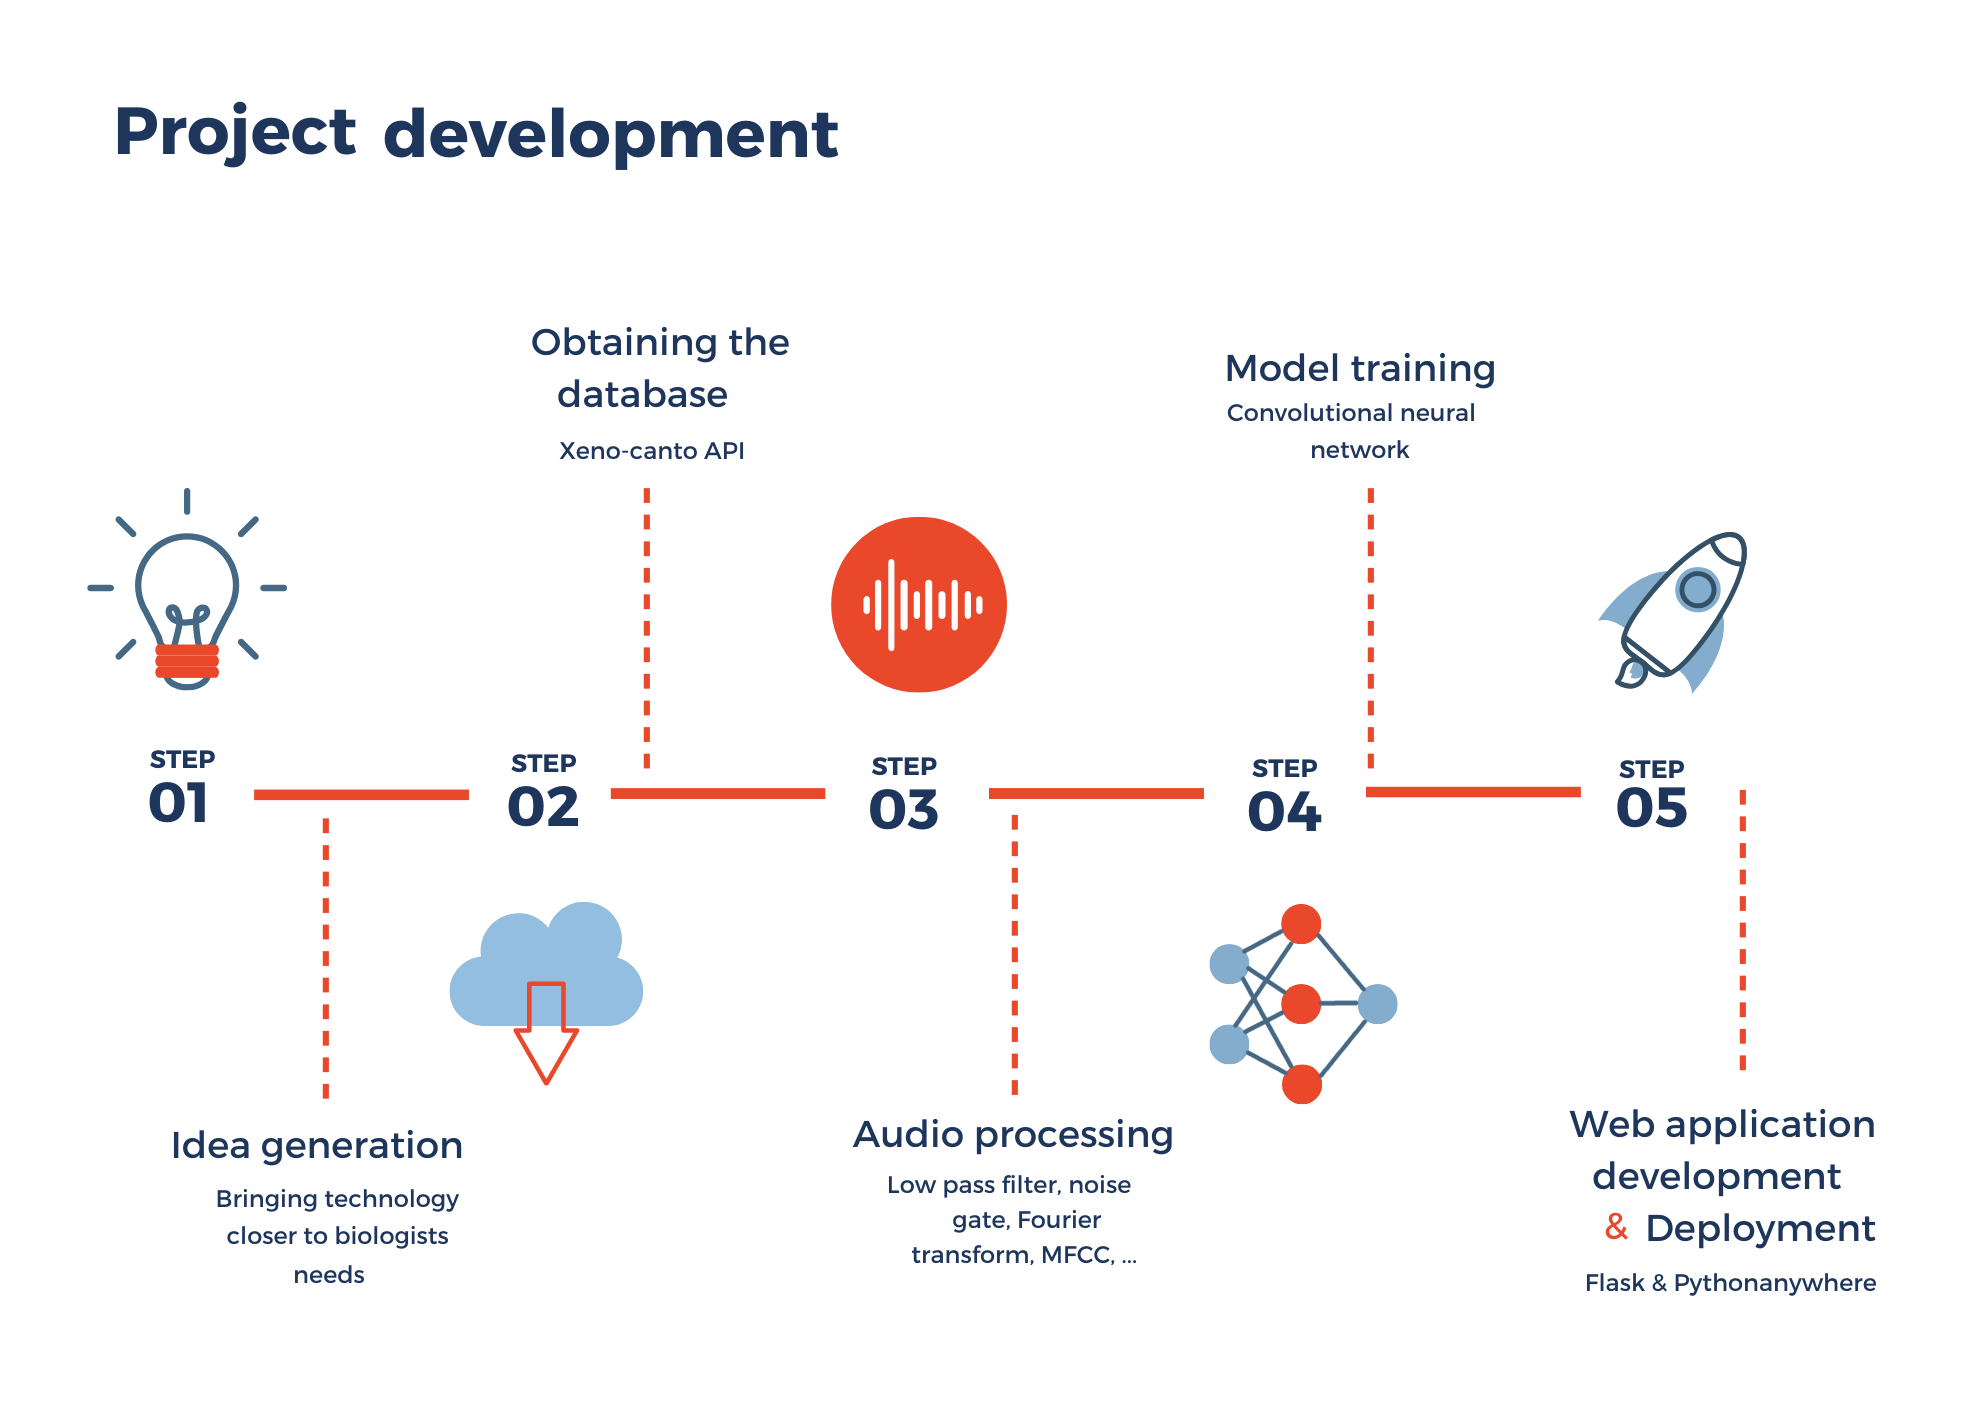 Project development
Obtaining the
database
Xeno-canto API
Model training
Convolutional neural
network
STEP
01
STEP
02
STEP
03
STEP
04
STEP
05
Idea generation
Bringing technology
closer to biologists
needs
Audio processing
Low pass filter, noise
gate, Fourier
transform, MFCC, ...
Web application
development
& Deployment
Flask & Pythonanywhere